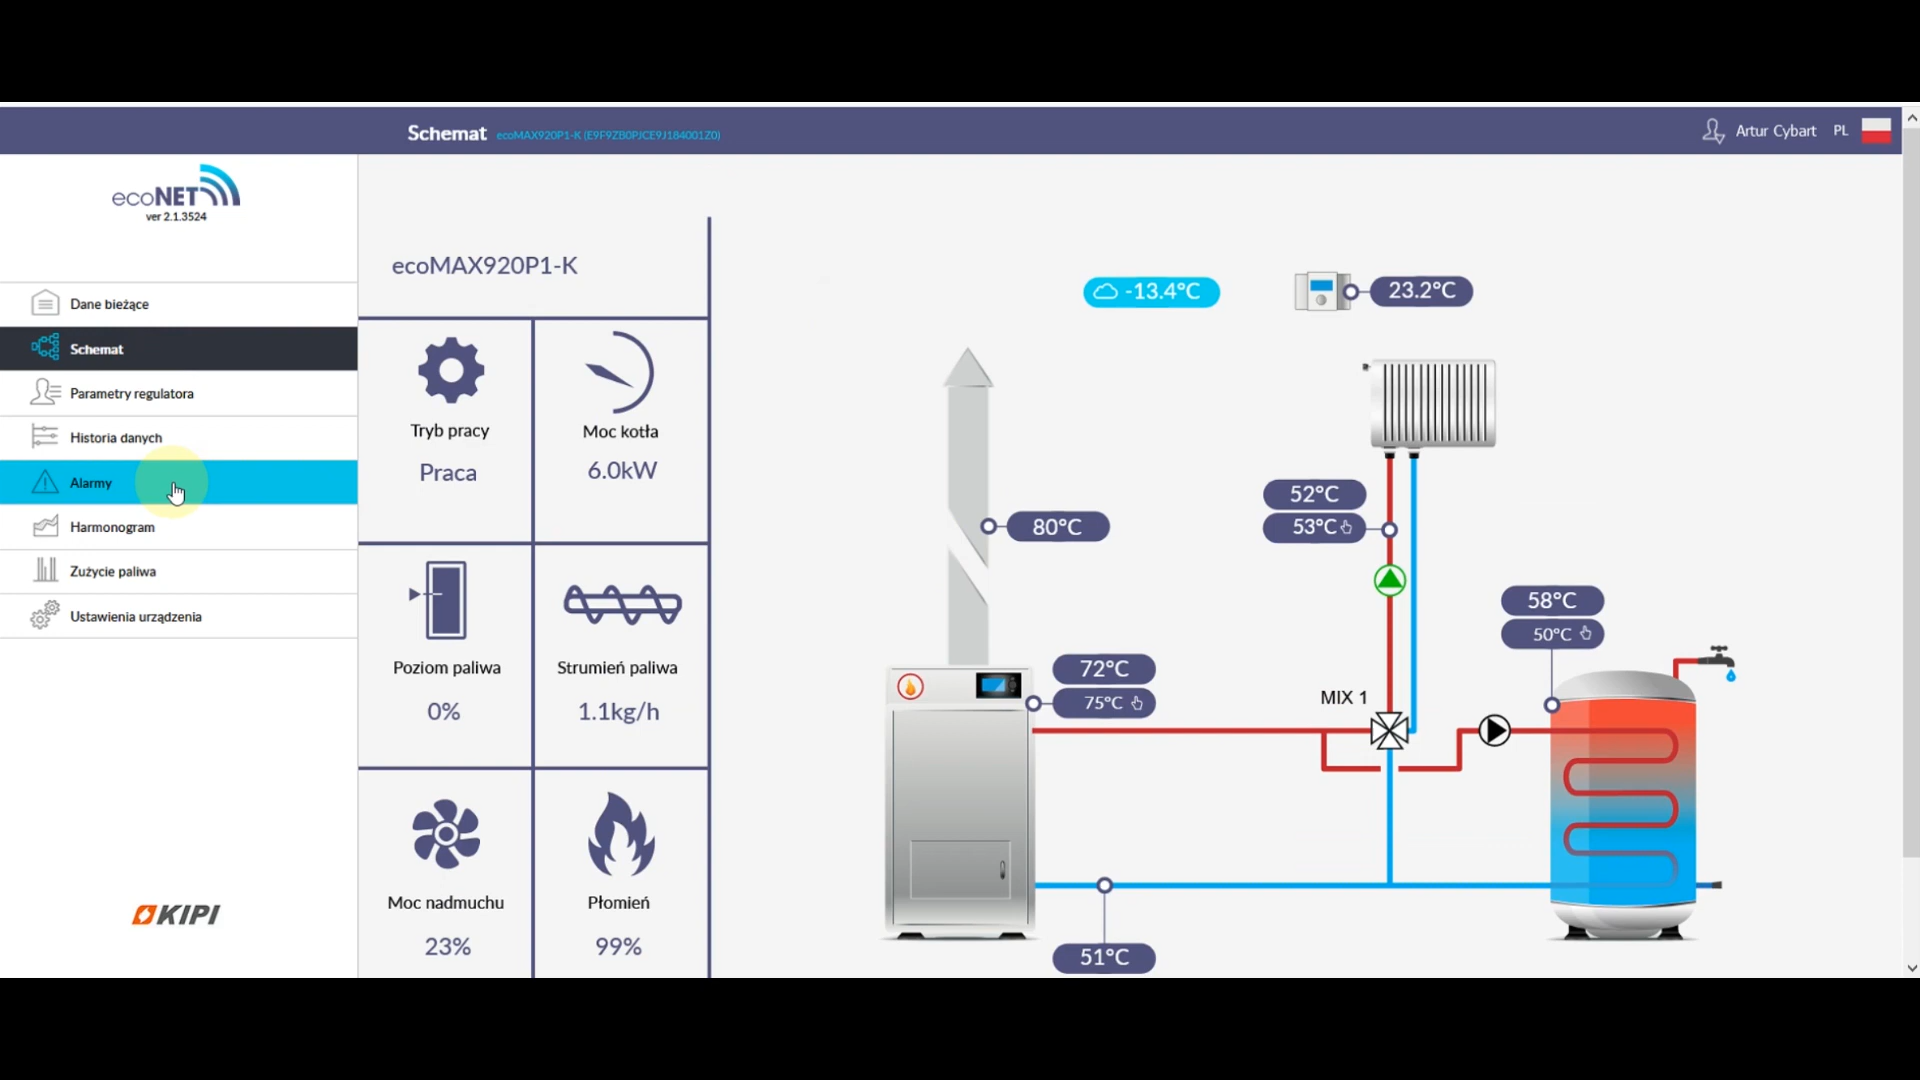 Schemat ecoMAX920P1-K (E9F9ZB0PJCE9J184001Z0)
Artur Cybart PL
ecoNET
ver 2.1.3524
Dane bieżące
Schemat
Parametry regulatora
Historia danych
Alarmy
Harmonogram
Zużycie paliwa
Ustawienia urządzenia
KIPI
ecoMAX920P1-K
Tryb pracy
Praca
Moc kotła
6.0kW
Poziom paliwa
0%
Strumień paliwa
1.1kg/h
Moc nadmuchu
23%
Płomień
99%
-13.4°C
23.2°C
80°C
52°C
53°C
58°C
50°C
72°C
75°C
MIX 1
51°C